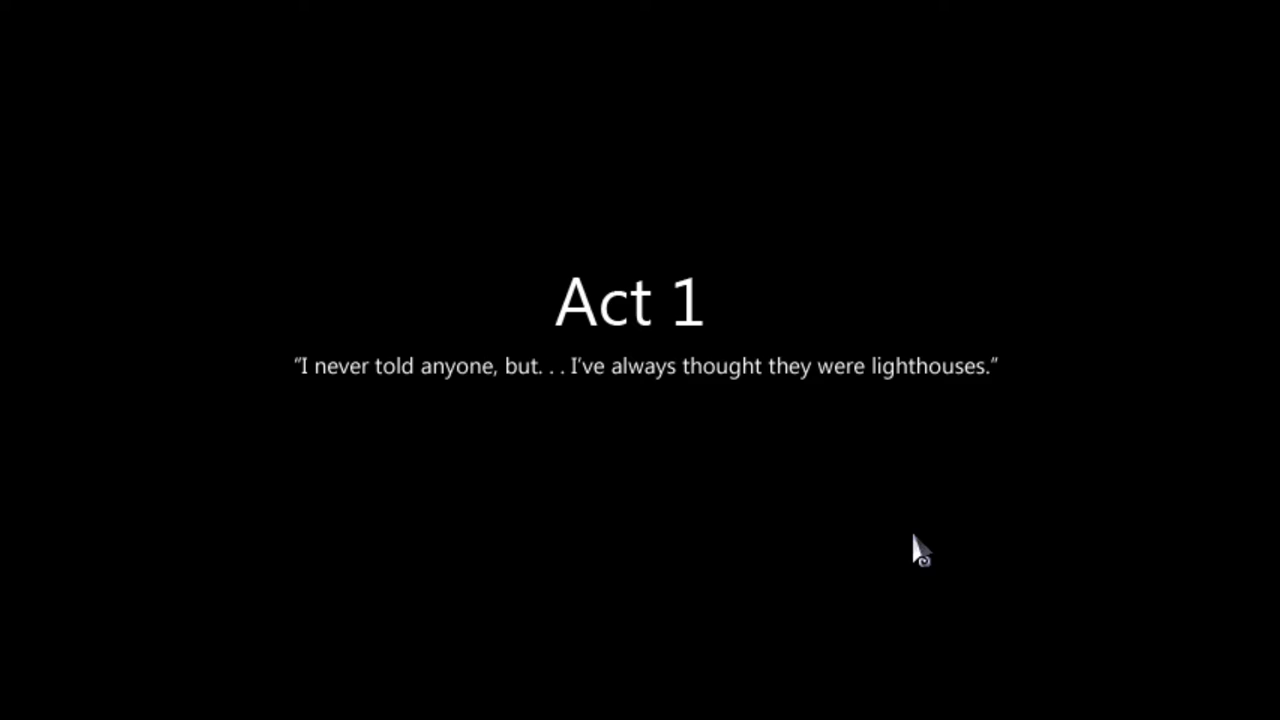 Act 1
“I never told anyone, but. . . I’ve always thought they were lighthouses.”